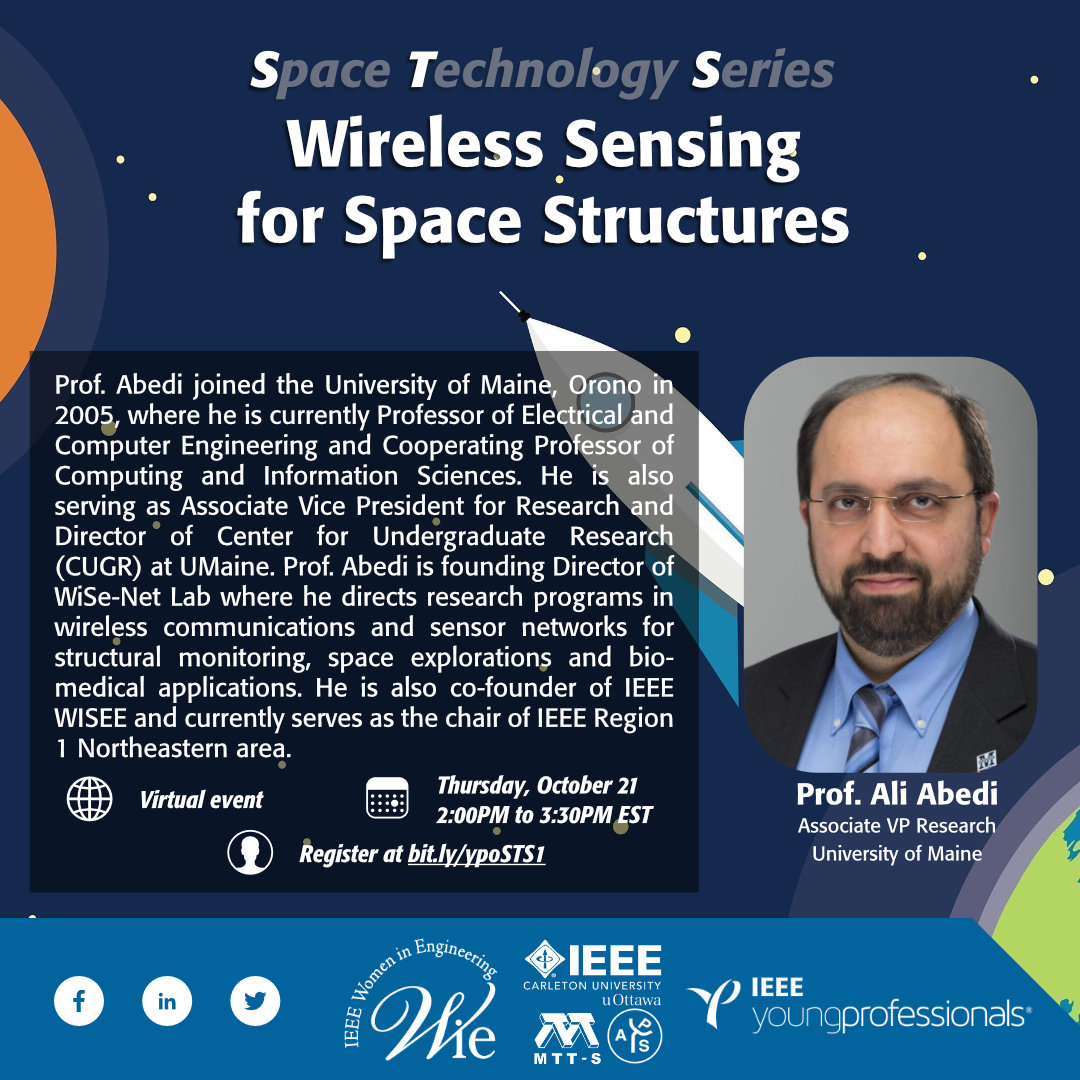 Space Technology Series
Wireless Sensing
for Space Structures
Prof. Abedi joined the University of Maine, Orono in
2005, where he is currently Professor of Electrical and
Computer Engineering and Cooperating Professor of
Computing and Information Sciences. He is also
serving as Associate Vice President for Research and
Director of Center for Undergraduate Research
(CUGR) at UMaine. Prof. Abedi is founding Director of
WiSe-Net Lab where he directs research programs in
wireless communications and sensor networks for
structural monitoring, space explorations and bio-
medical applications. He is also co-founder of IEEE
WISEE and currently serves as the chair of IEEE Region
1 Northeastern area.
Virtual event
Thursday, October 21
2:00PM to 3:30PM EST
Register at bit.ly/ypoSTS1
Prof. Ali Abedi
Associate VP Research
University of Maine
f
in
IEEE Women in Engineering
Wie
IEEE
CARLETON UNIVERSITY
uOttawa
MTT-S
APS
IEEE
youngprofessionals®